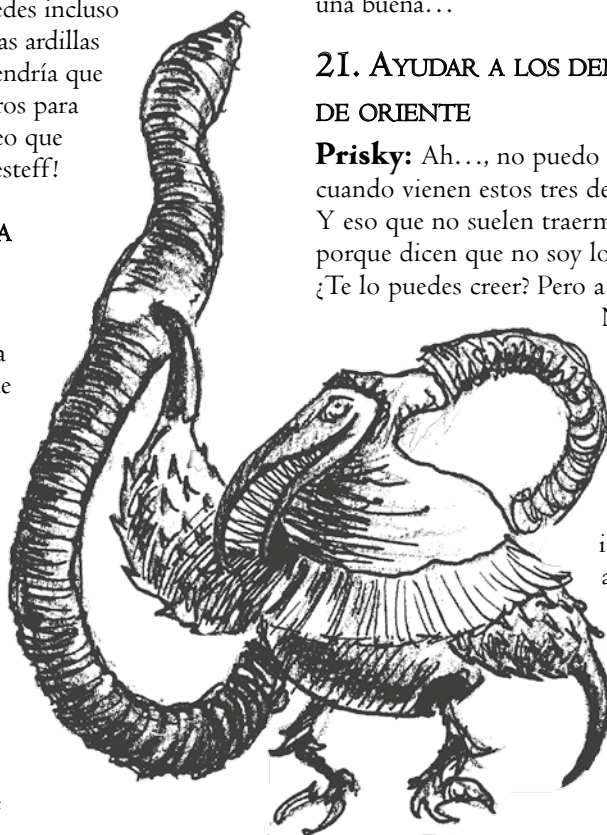 edes incluso
as ardillas
endría que
ros para
eo que
esteff!
A
a
e
una buena…
21. AYUDAR A LOS DE
DE ORIENTE
Prisky: Ah…, no puedo
cuando vienen estos tres de
Y eso que no suelen traerm
porque dicen que no soy lo
¿Te lo puedes creer? Pero a
N
i
a